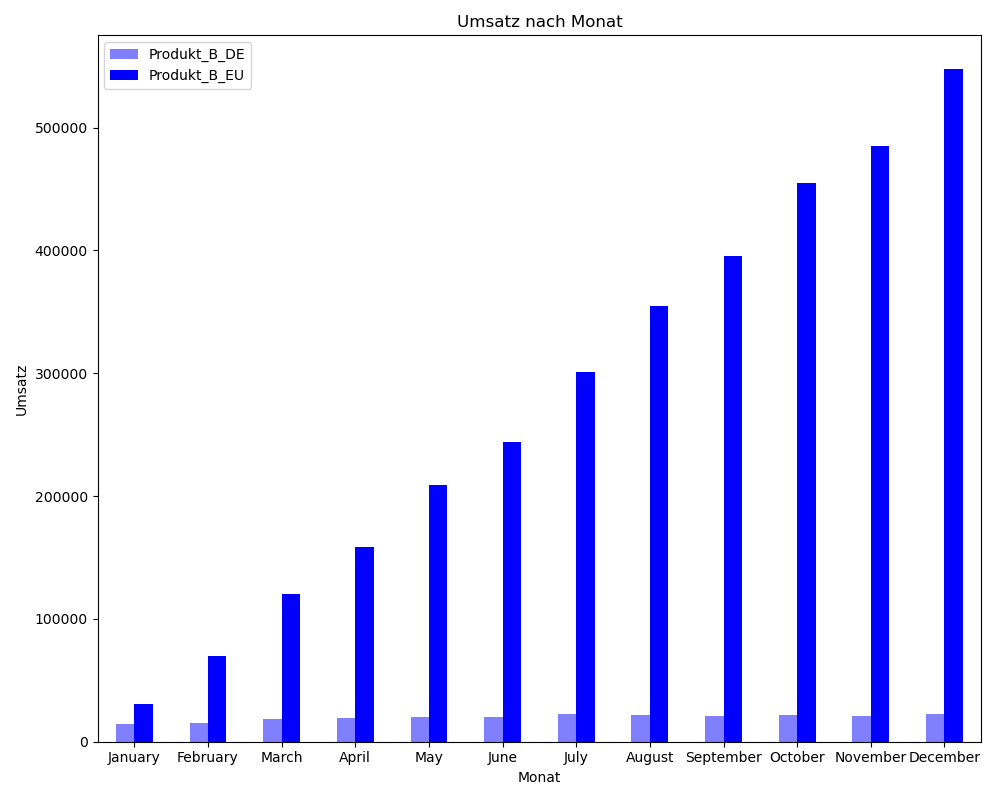 Umsatz nach Monat
Produkt_B_DE
Produkt_B_EU
500000
400000
300000
200000
100000
0
Umsatz
January February March April May June July August September October November December
Monat